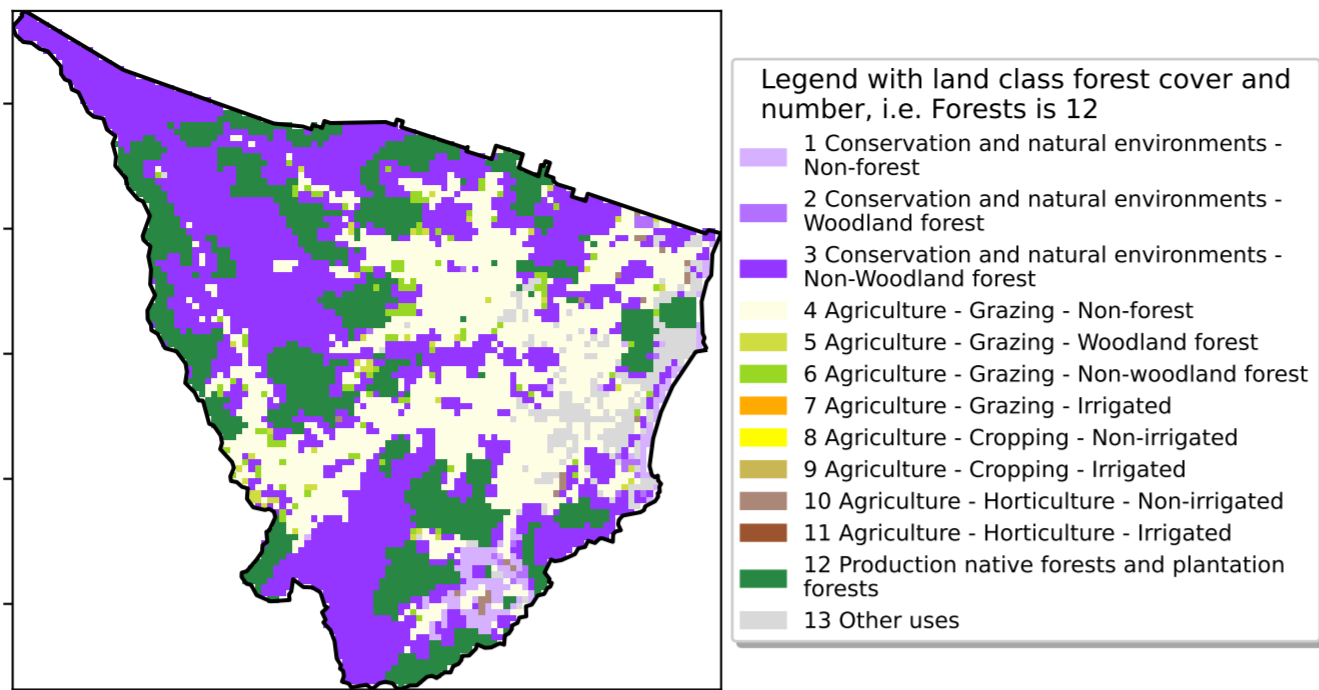 Legend with land class forest cover and
number, i.e. Forests is 12
1 Conservation and natural environments -
Non-forest
2 Conservation and natural environments -
Woodland forest
3 Conservation and natural environments -
Non-Woodland forest
4 Agriculture - Grazing - Non-forest
5 Agriculture - Grazing - Woodland forest
6 Agriculture - Grazing - Non-woodland forest
7 Agriculture - Grazing - Irrigated
8 Agriculture - Cropping - Non-irrigated
9 Agriculture - Cropping - Irrigated
10 Agriculture - Horticulture - Non-irrigated
11 Agriculture - Horticulture - Irrigated
12 Production native forests and plantation
forests
13 Other uses